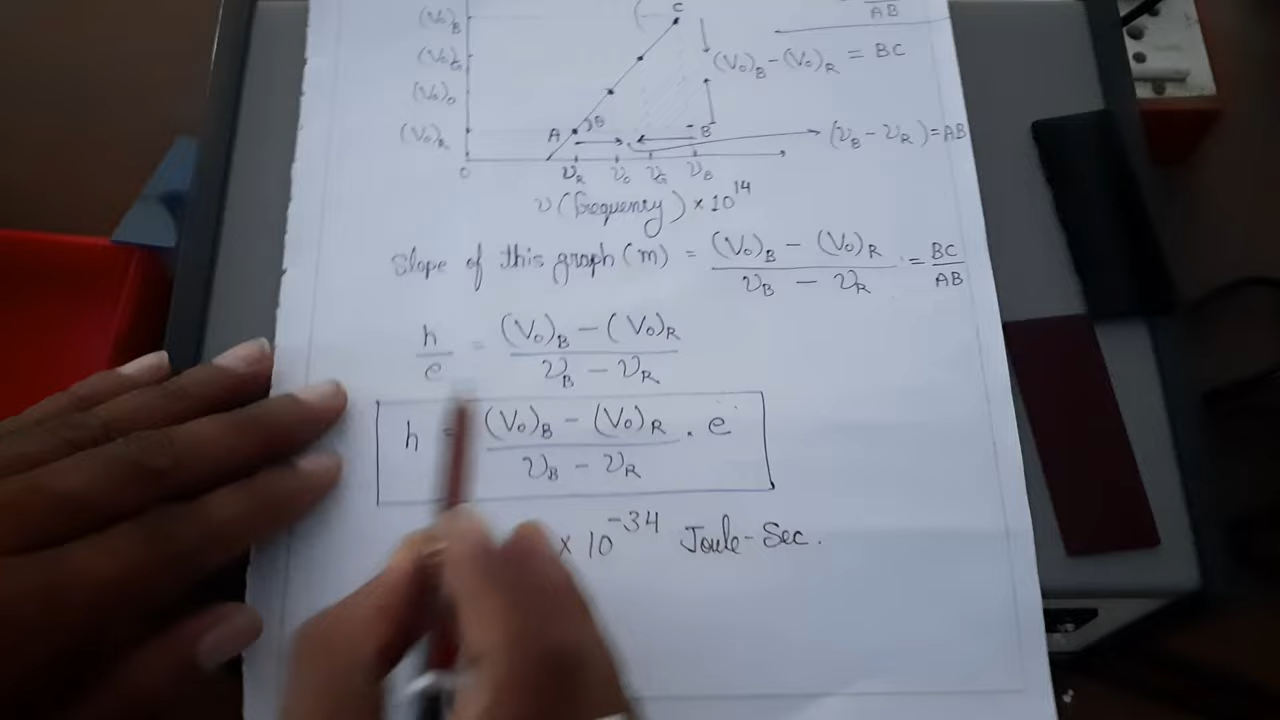 AB
C
(V₀)B
(V₀)G
(V₀)B − (V₀)R = BC
(V₀)O
(V₀)R
A θ B
(νB − νR) = AB
0 νR νO νG νB
ν (frequency) × 10¹⁴
Slope of this graph (m) = (V₀)B − (V₀)R / νB − νR = BC / AB
h / e = (V₀)B − (V₀)R / νB − νR
h = (V₀)B − (V₀)R / νB − νR . e
× 10⁻³⁴ Joule-Sec.